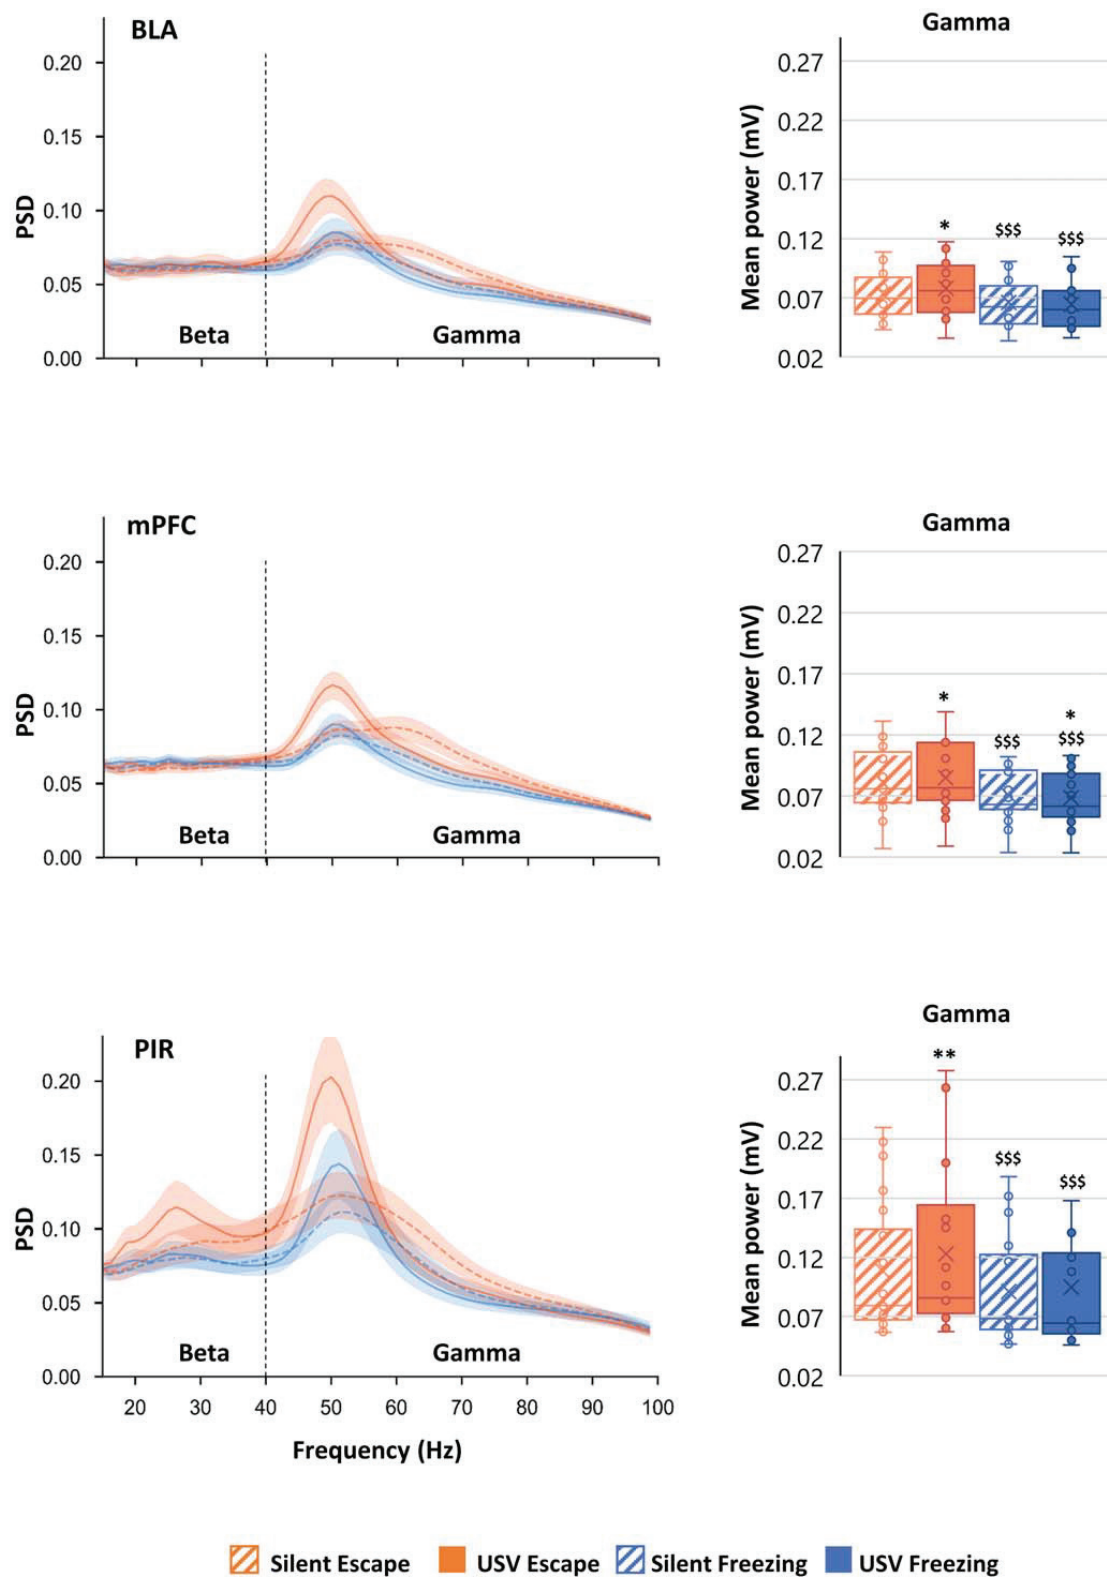 BLA
PSD
0.20
0.15
0.10
0.05
0.00
Beta
Gamma
Gamma
Mean power (mV)
0.27
0.22
0.17
0.12
0.07
0.02
*
$$$
$$$
mPFC
PSD
0.20
0.15
0.10
0.05
0.00
Beta
Gamma
Gamma
Mean power (mV)
0.27
0.22
0.17
0.12
0.07
0.02
*
$$$
*
$$$
PIR
PSD
0.20
0.15
0.10
0.05
0.00
Beta
Gamma
20 30 40 50 60 70 80 90 100
Frequency (Hz)
Gamma
Mean power (mV)
0.27
0.22
0.17
0.12
0.07
0.02
**
$$$
$$$
Silent Escape USV Escape Silent Freezing USV Freezing